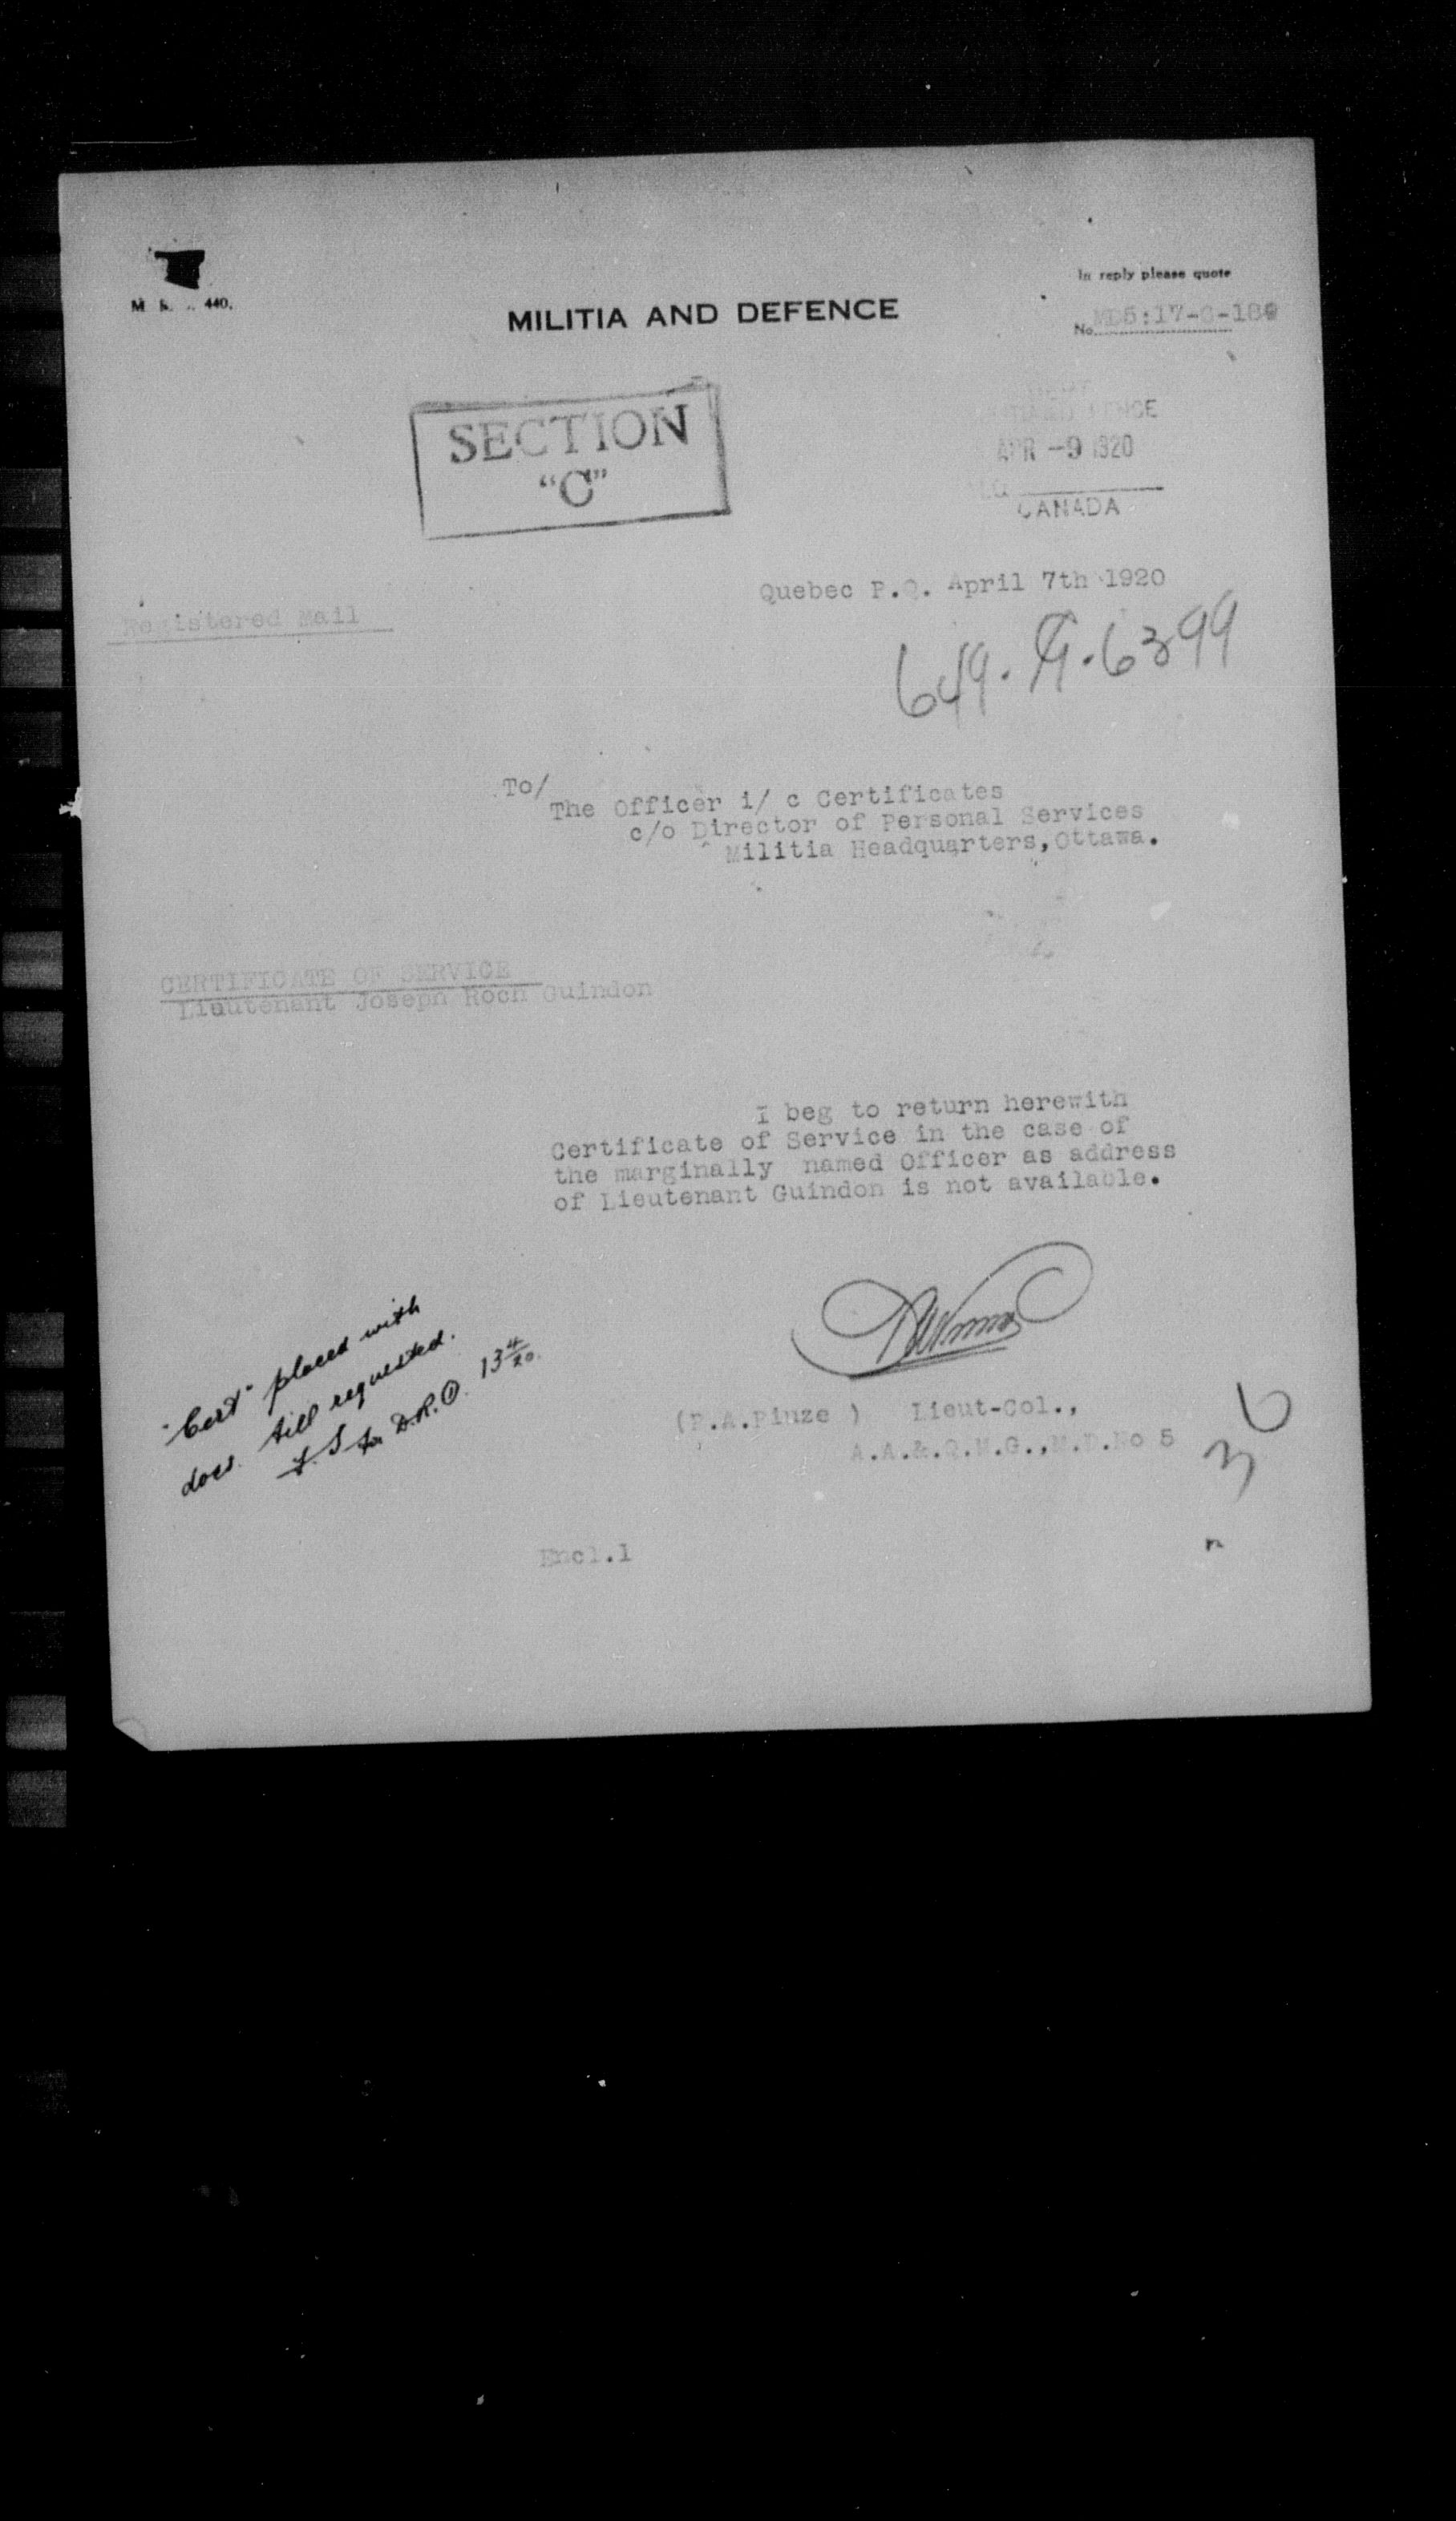 In reply please quote
440.
MILITIA AND DEFENCE
No MD5:17-G-189
SECTION
"C"
APR -9 1920
CANADA
Quebec P.Q. April 7th 1920
Registered Mail
649.G.6399
To/
The Officer i/ c Certificates
c/o Director of Personal Services
Militia Headquarters, Ottawa.
CERTIFICATE OF SERVICE
Lieutenant Joseph Roch Guindon
I beg to return herewith
Certificate of Service in the case of
the marginally named Officer as address
of Lieutenant Guindon is not available.
"Cert" placed with
docs. till requested.
for D.R.O. 13 4/20.
(P.A.Piuze ) Lieut-Col.,
A.A.&.Q.M.G.,M.D.No 5
36
Encl.1